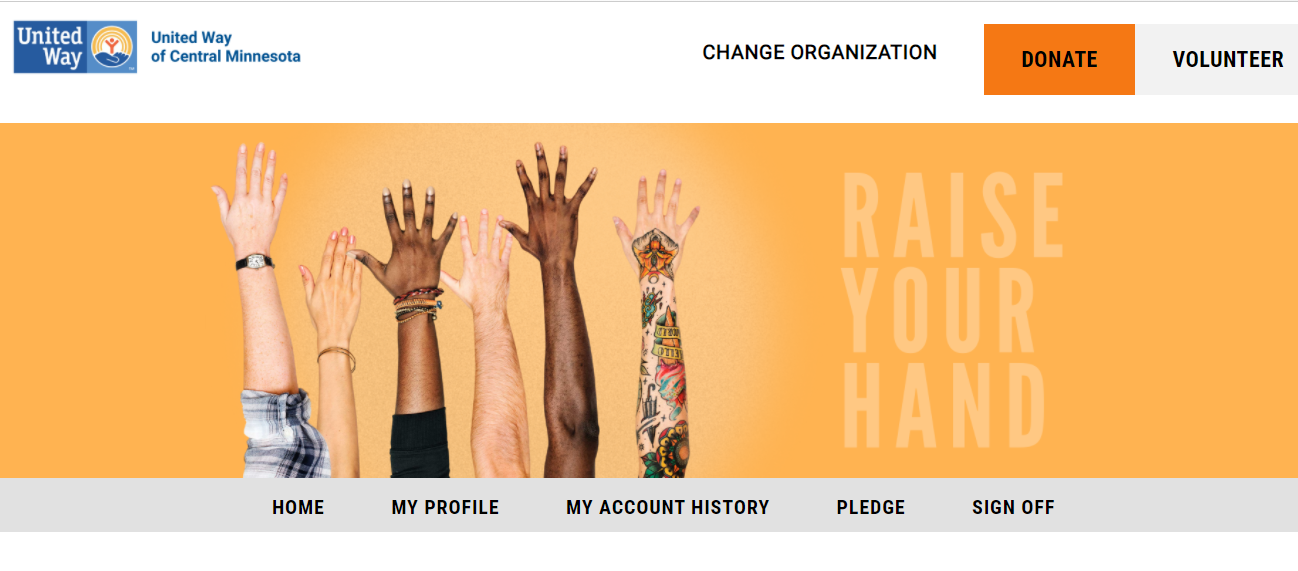 United
Way
United Way
of Central Minnesota
CHANGE ORGANIZATION
DONATE
VOLUNTEER
RAISE
YOUR
HAND
HOME
MY PROFILE
MY ACCOUNT HISTORY
PLEDGE
SIGN OFF